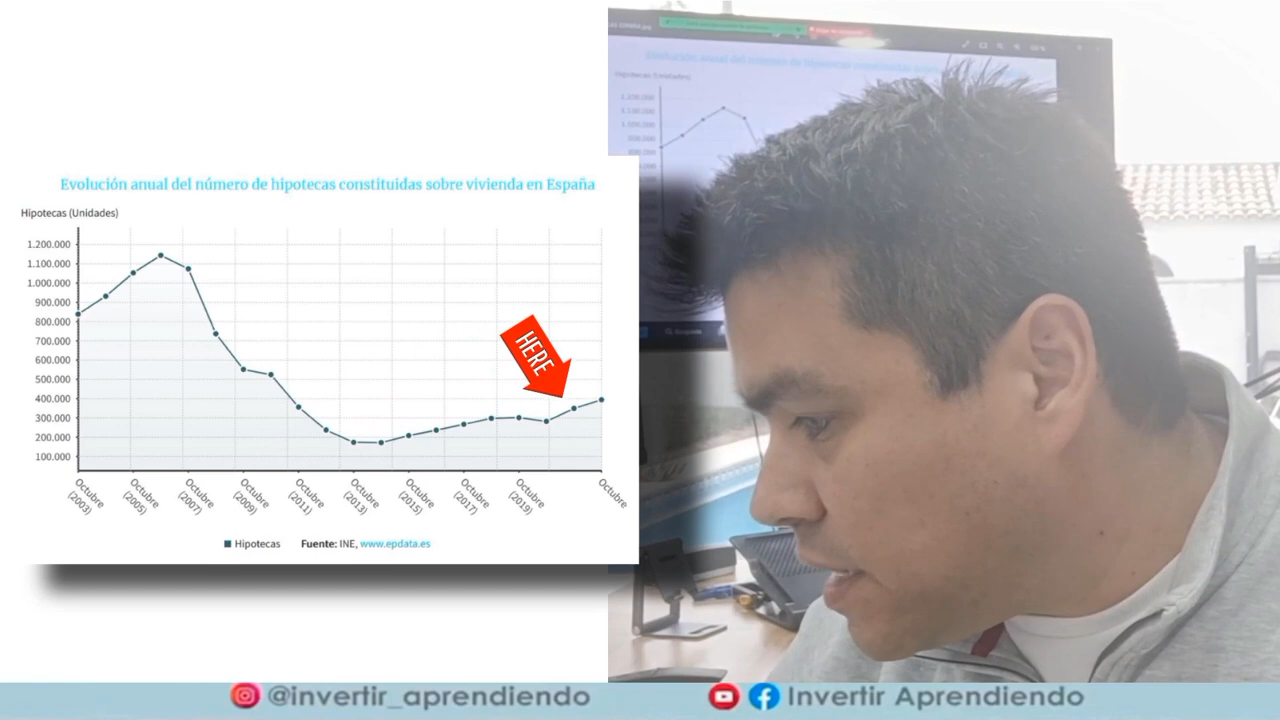 Evolución anual del número de hipotecas constituidas sobre vivienda en España
Hipotecas (Unidades)
1.200.000
1.100.000
1.000.000
900.000
800.000
700.000
600.000
500.000
400.000
300.000
200.000
100.000
HERE
Octubre (2003)
Octubre (2005)
Octubre (2007)
Octubre (2009)
Octubre (2011)
Octubre (2013)
Octubre (2015)
Octubre (2017)
Octubre (2019)
Octubre
Hipotecas Fuente: INE, www.epdata.es
Hipotecas (Unidades)
@invertir_aprendiendo
Invertir Aprendiendo